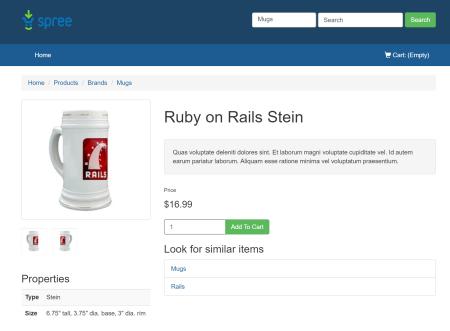 spree
Mugs
Search
Search
Home
Cart: (Empty)
Home / Products / Brands / Mugs
Ruby on Rails Stein
Quas voluptate deleniti dolores sint. Et laborum magni voluptate cupiditate vel. Id autem
earum pariatur laborum. Aliquam esse ratione minima vel voluptatum praesentium.
RAILS
Price
$16.99
1
Add To Cart
Look for similar items
Mugs
Rails
Properties
Type Stein
Size 6.75" tall, 3.75" dia. base, 3" dia. rim